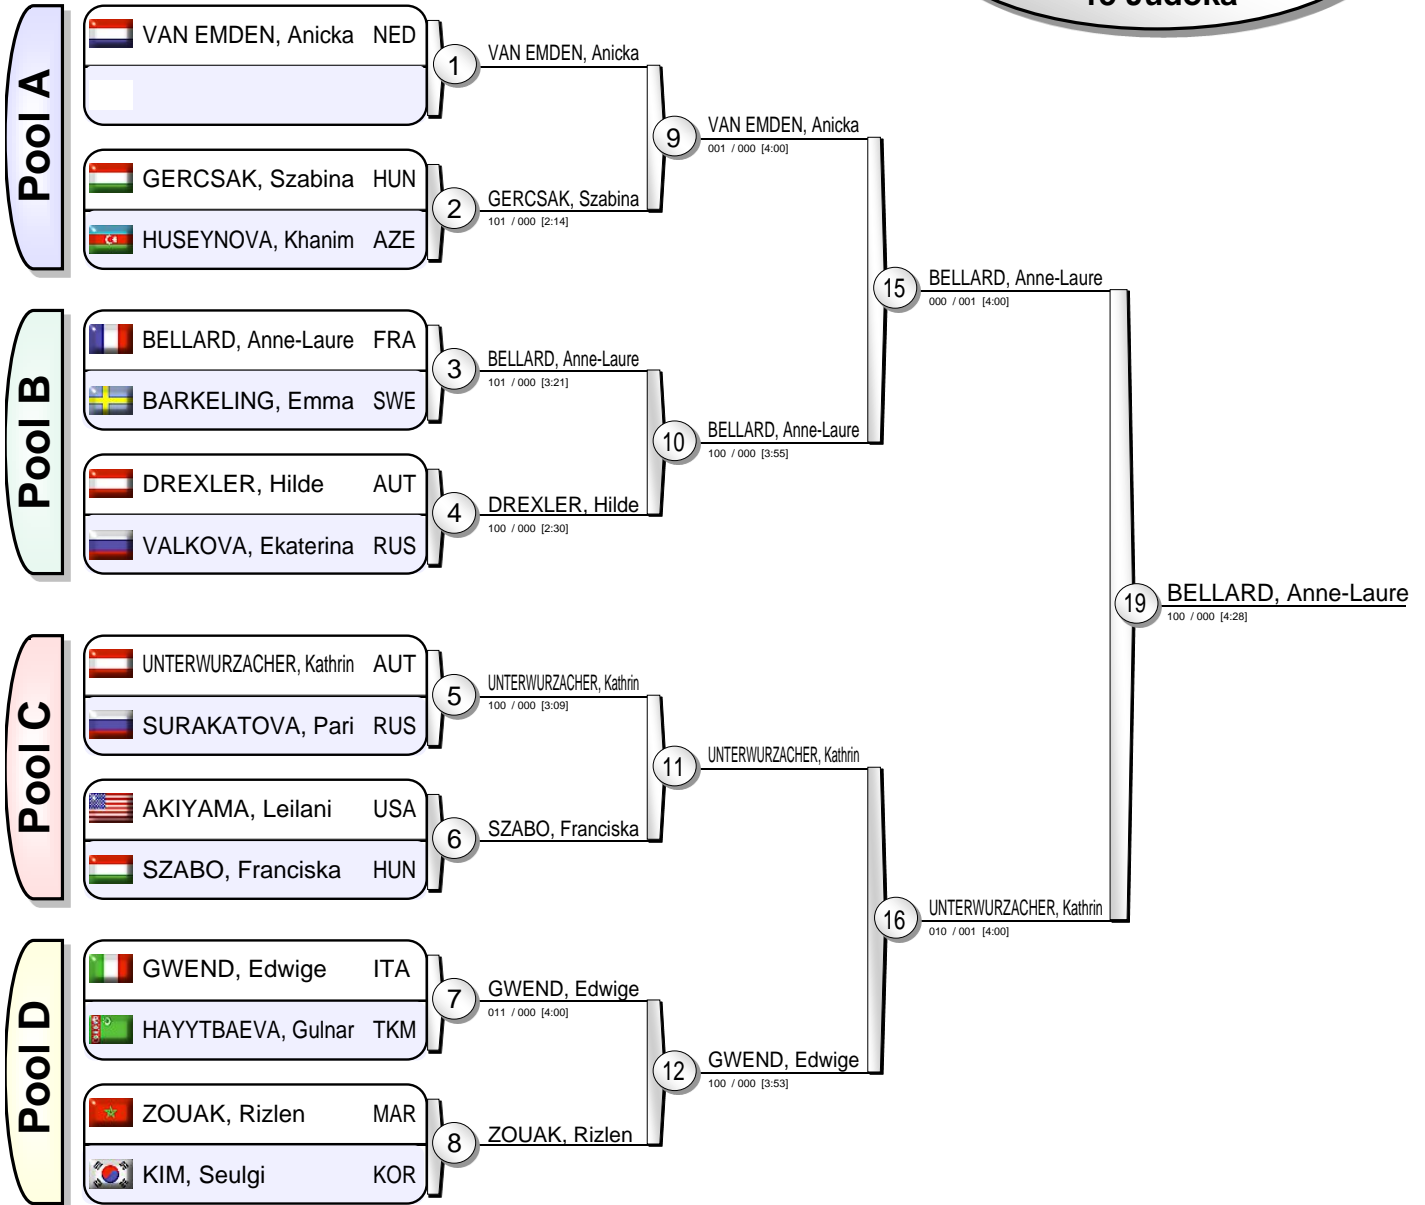 15 Judoka
Pool A
VAN EMDEN, Anicka NED
1
VAN EMDEN, Anicka
GERCSAK, Szabina HUN
HUSEYNOVA, Khanim AZE
2
GERCSAK, Szabina
101 / 000 [2:14]
9
VAN EMDEN, Anicka
001 / 000 [4:00]
Pool B
BELLARD, Anne-Laure FRA
BARKELING, Emma SWE
3
BELLARD, Anne-Laure
101 / 000 [3:21]
DREXLER, Hilde AUT
VALKOVA, Ekaterina RUS
4
DREXLER, Hilde
100 / 000 [2:30]
10
BELLARD, Anne-Laure
100 / 000 [3:55]
15
BELLARD, Anne-Laure
000 / 001 [4:00]
Pool C
UNTERWURZACHER, Kathrin AUT
SURAKATOVA, Pari RUS
5
UNTERWURZACHER, Kathrin
100 / 000 [3:09]
AKIYAMA, Leilani USA
SZABO, Franciska HUN
6
SZABO, Franciska
11
UNTERWURZACHER, Kathrin
Pool D
GWEND, Edwige ITA
HAYYTBAEVA, Gulnar TKM
7
GWEND, Edwige
011 / 000 [4:00]
ZOUAK, Rizlen MAR
KIM, Seulgi KOR
8
ZOUAK, Rizlen
12
GWEND, Edwige
100 / 000 [3:53]
16
UNTERWURZACHER, Kathrin
010 / 001 [4:00]
19
BELLARD, Anne-Laure
100 / 000 [4:28]